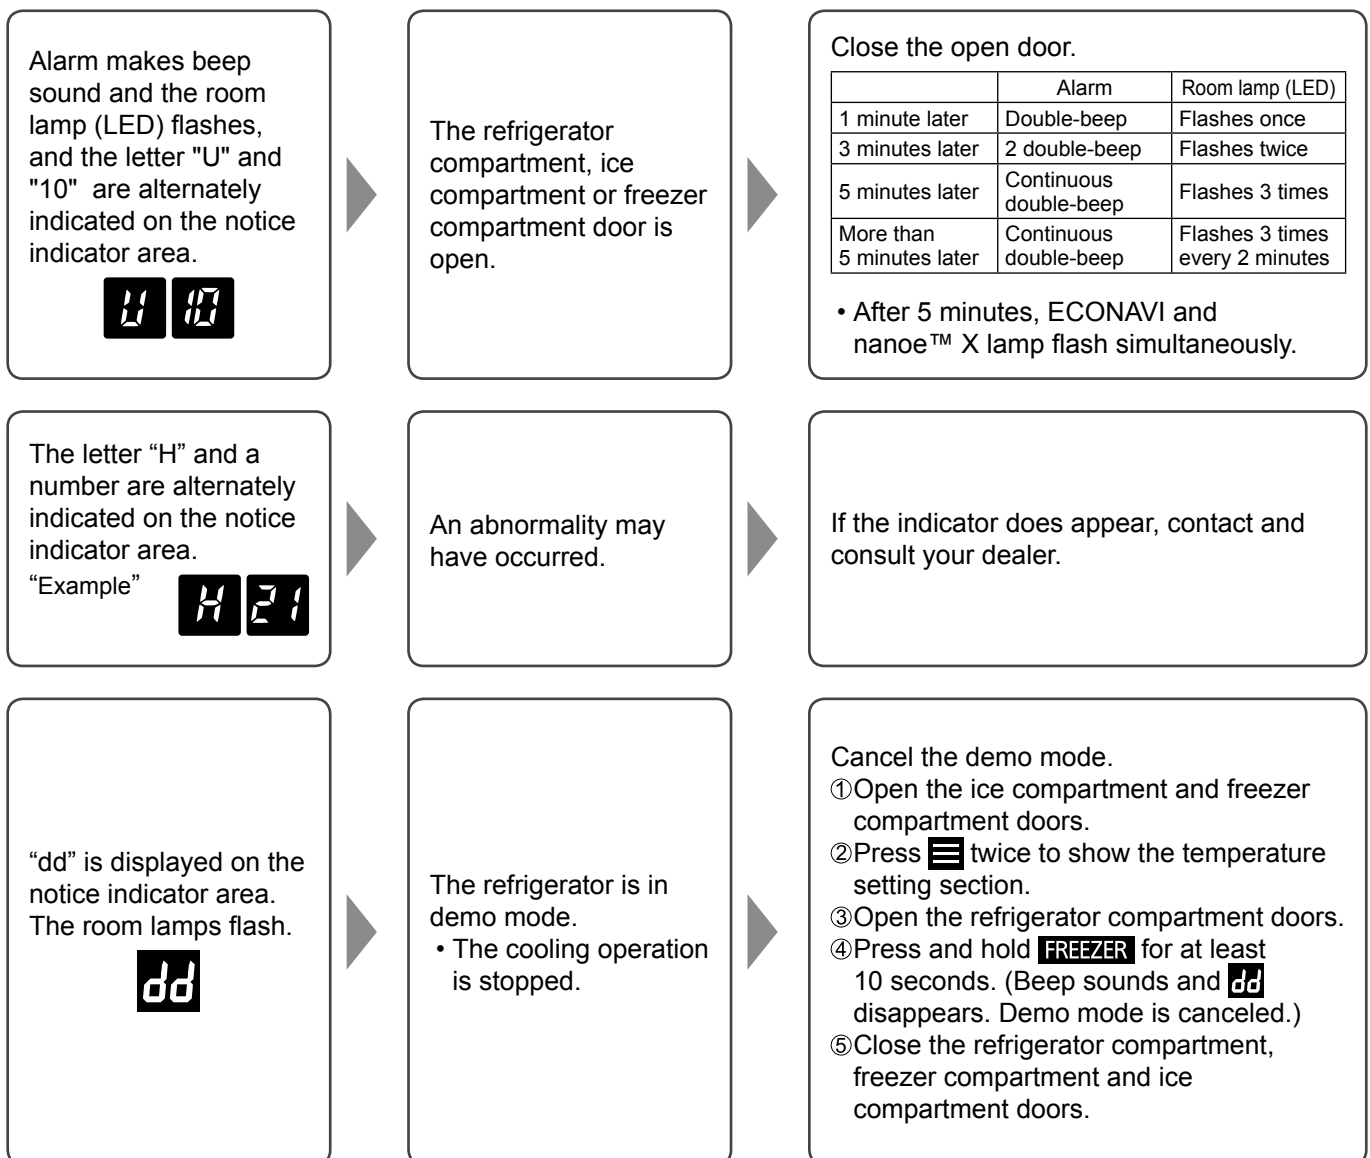 Alarm makes beep
sound and the room
lamp (LED) flashes,
and the letter "U" and
"10" are alternately
indicated on the notice
indicator area.
U 10
The refrigerator
compartment, ice
compartment or freezer
compartment door is
open.
Close the open door.
Alarm Room lamp (LED)
1 minute later Double-beep Flashes once
3 minutes later 2 double-beep Flashes twice
5 minutes later Continuous double-beep Flashes 3 times
More than 5 minutes later Continuous double-beep Flashes 3 times every 2 minutes
• After 5 minutes, ECONAVI and
nanoe™ X lamp flash simultaneously.
The letter “H” and a
number are alternately
indicated on the notice
indicator area.
“Example” H 21
An abnormality may
have occurred.
If the indicator does appear, contact and
consult your dealer.
“dd” is displayed on the
notice indicator area.
The room lamps flash.
dd
The refrigerator is in
demo mode.
• The cooling operation
is stopped.
Cancel the demo mode.
①Open the ice compartment and freezer
compartment doors.
②Press twice to show the temperature
setting section.
③Open the refrigerator compartment doors.
④Press and hold FREEZER for at least
10 seconds. (Beep sounds and dd
disappears. Demo mode is canceled.)
⑤Close the refrigerator compartment,
freezer compartment and ice
compartment doors.